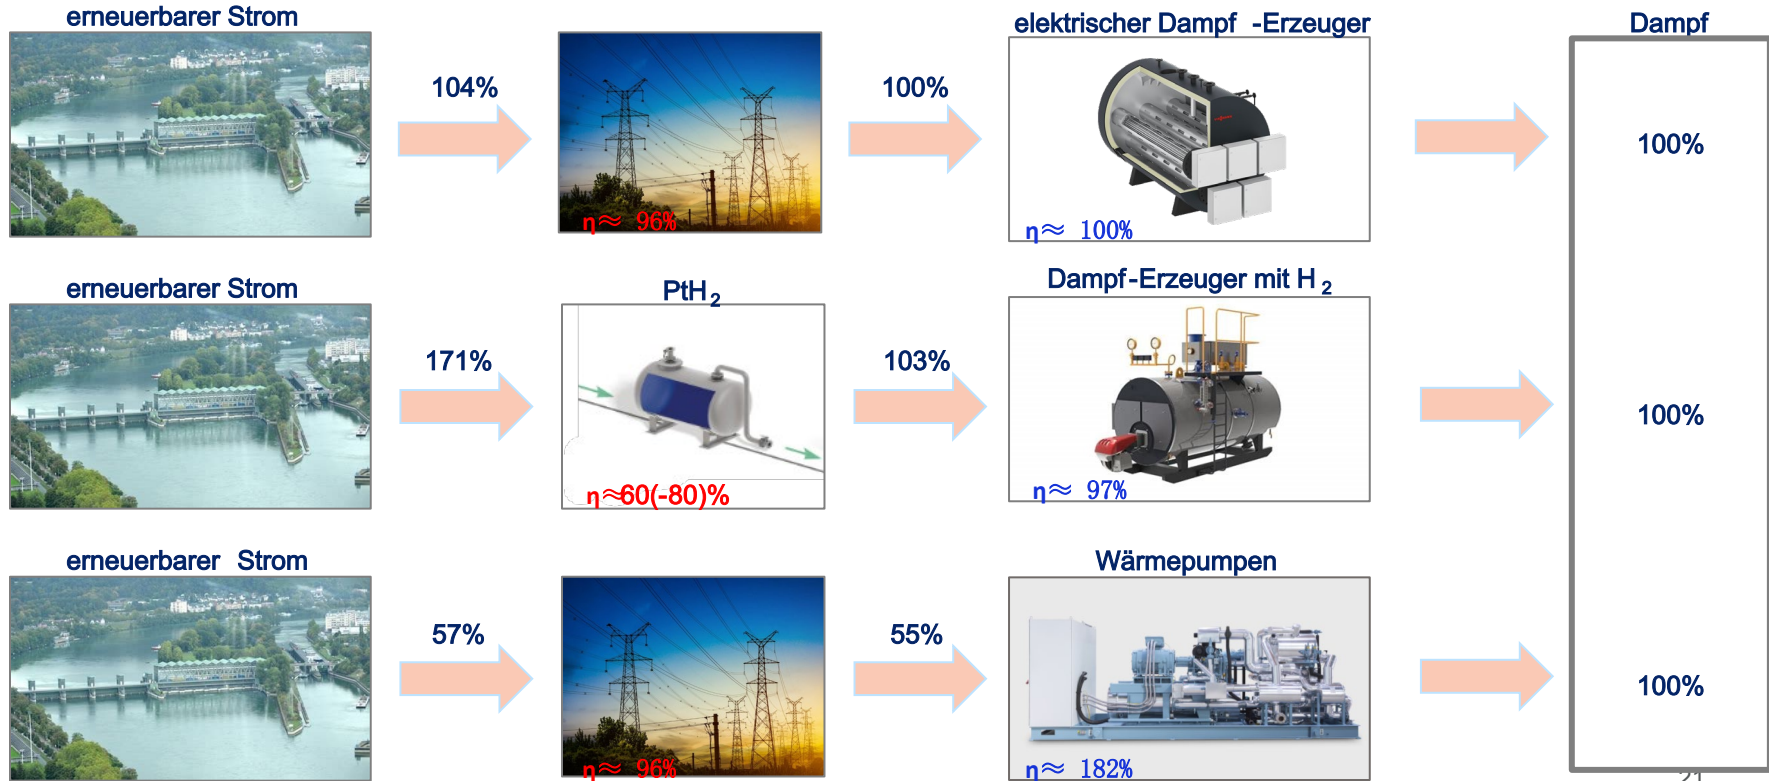 erneuerbarer Strom
elektrischer Dampf -Erzeuger
Dampf
104%
100%
100%
η≈ 96%
η≈ 100%
erneuerbarer Strom
PtH2
Dampf-Erzeuger mit H2
171%
103%
100%
η≈60(-80)%
η≈ 97%
erneuerbarer Strom
Wärmepumpen
57%
55%
100%
η≈ 96%
η≈ 182%
21